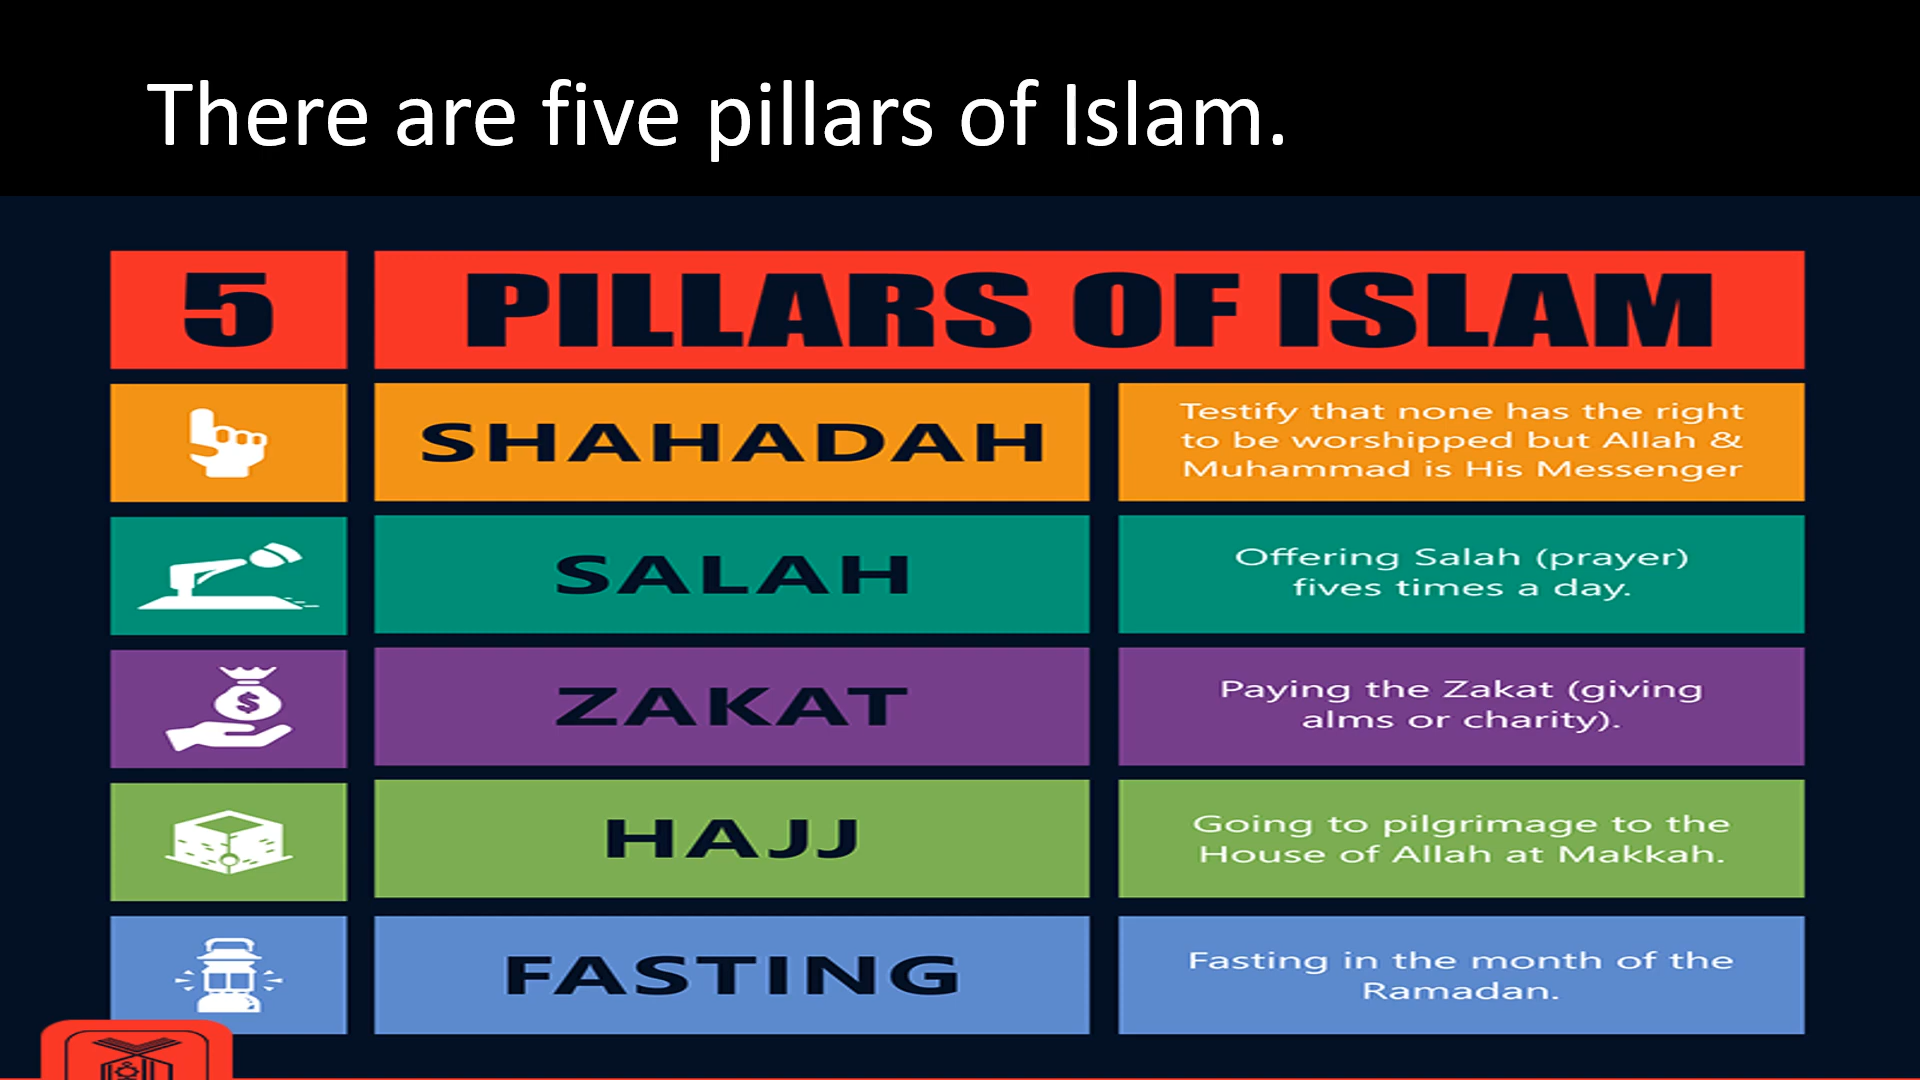 There are five pillars of Islam.
5 PILLARS OF ISLAM
SHAHADAH
Testify that none has the right
to be worshipped but Allah &
Muhammad is His Messenger
SALAH
Offering Salah (prayer)
fives times a day.
$
ZAKAT
Paying the Zakat (giving
alms or charity).
HAJJ
Going to pilgrimage to the
House of Allah at Makkah.
FASTING
Fasting in the month of the
Ramadan.